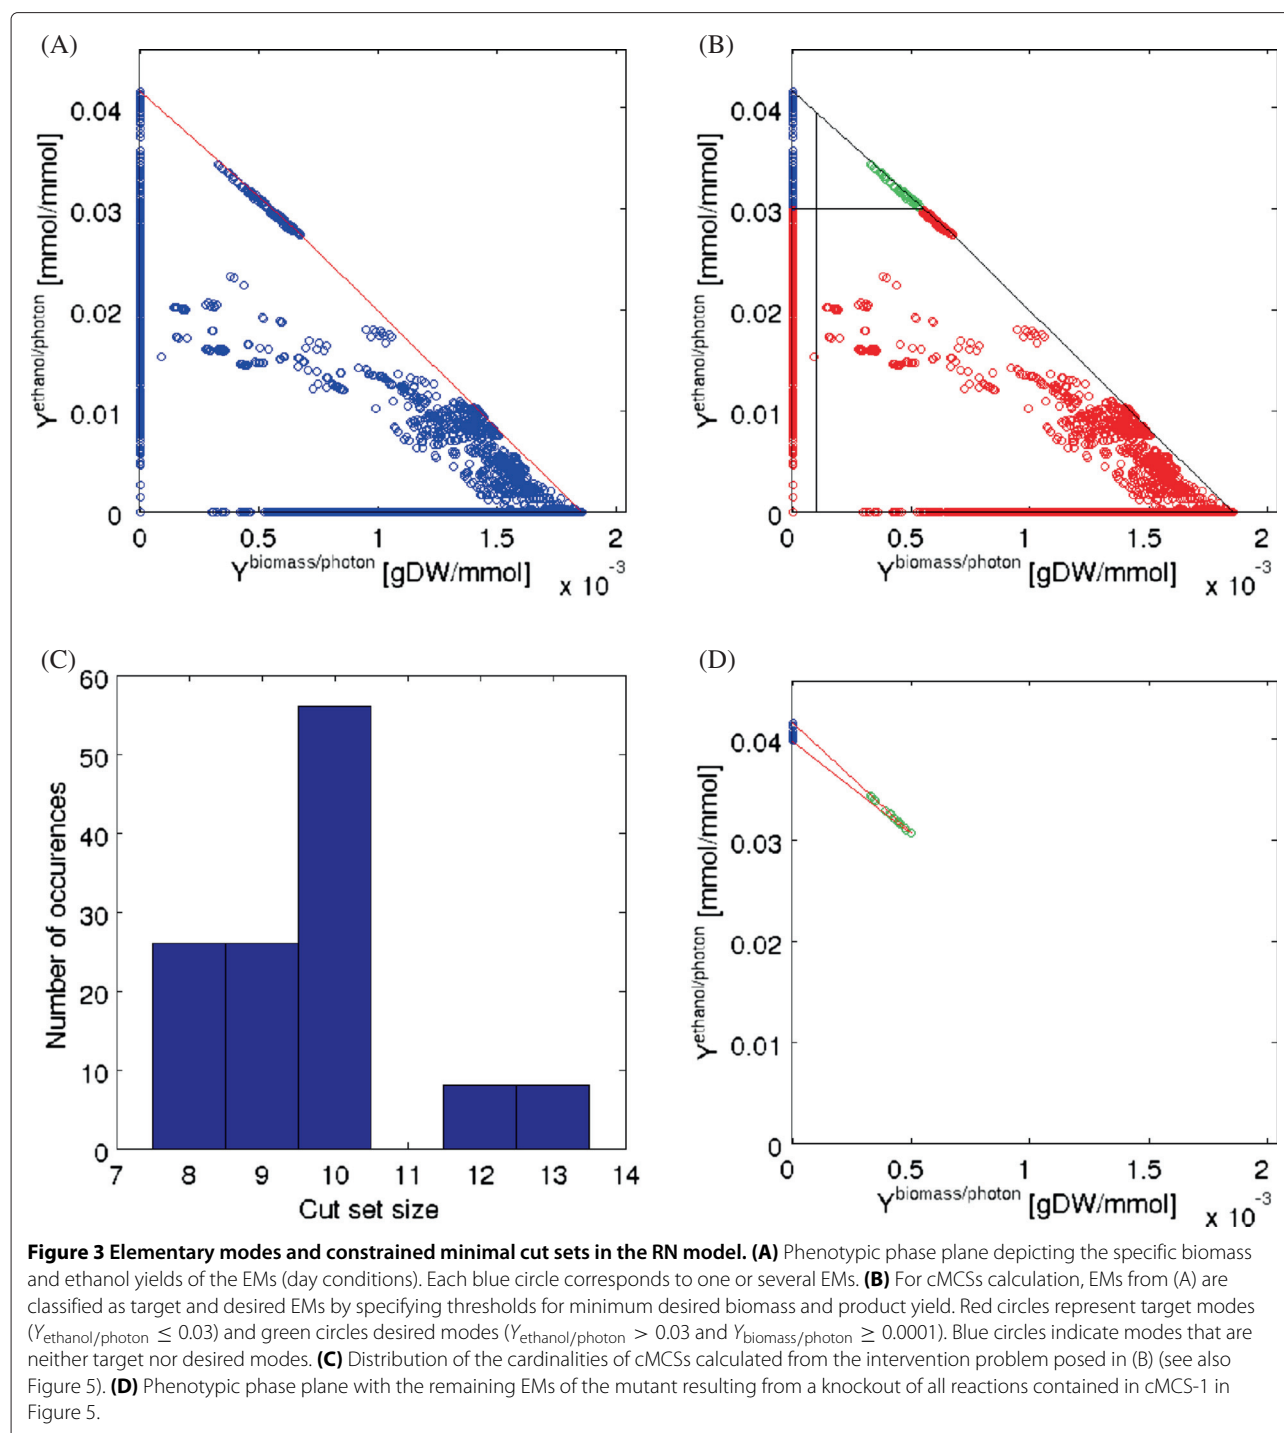 (A)
0.04
0.03
0.02
0.01
0
0
0.5
1
1.5
2
x 10^-3
Y^ethanol/photon [mmol/mmol]
Y^biomass/photon [gDW/mmol]
(B)
0.04
0.03
0.02
0.01
0
0
0.5
1
1.5
2
x 10^-3
Y^ethanol/photon [mmol/mmol]
Y^biomass/photon [gDW/mmol]
(C)
60
50
40
30
20
10
0
7
8
9
10
11
12
13
14
Number of occurences
Cut set size
(D)
0.04
0.03
0.02
0.01
0
0
0.5
1
1.5
2
x 10^-3
Y^ethanol/photon [mmol/mmol]
Y^biomass/photon [gDW/mmol]
Figure 3 Elementary modes and constrained minimal cut sets in the RN model. (A) Phenotypic phase plane depicting the specific biomass
and ethanol yields of the EMs (day conditions). Each blue circle corresponds to one or several EMs. (B) For cMCSs calculation, EMs from (A) are
classified as target and desired EMs by specifying thresholds for minimum desired biomass and product yield. Red circles represent target modes
(Y_ethanol/photon ≤ 0.03) and green circles desired modes (Y_ethanol/photon > 0.03 and Y_biomass/photon ≥ 0.0001). Blue circles indicate modes that are
neither target nor desired modes. (C) Distribution of the cardinalities of cMCSs calculated from the intervention problem posed in (B) (see also
Figure 5). (D) Phenotypic phase plane with the remaining EMs of the mutant resulting from a knockout of all reactions contained in cMCS-1 in
Figure 5.